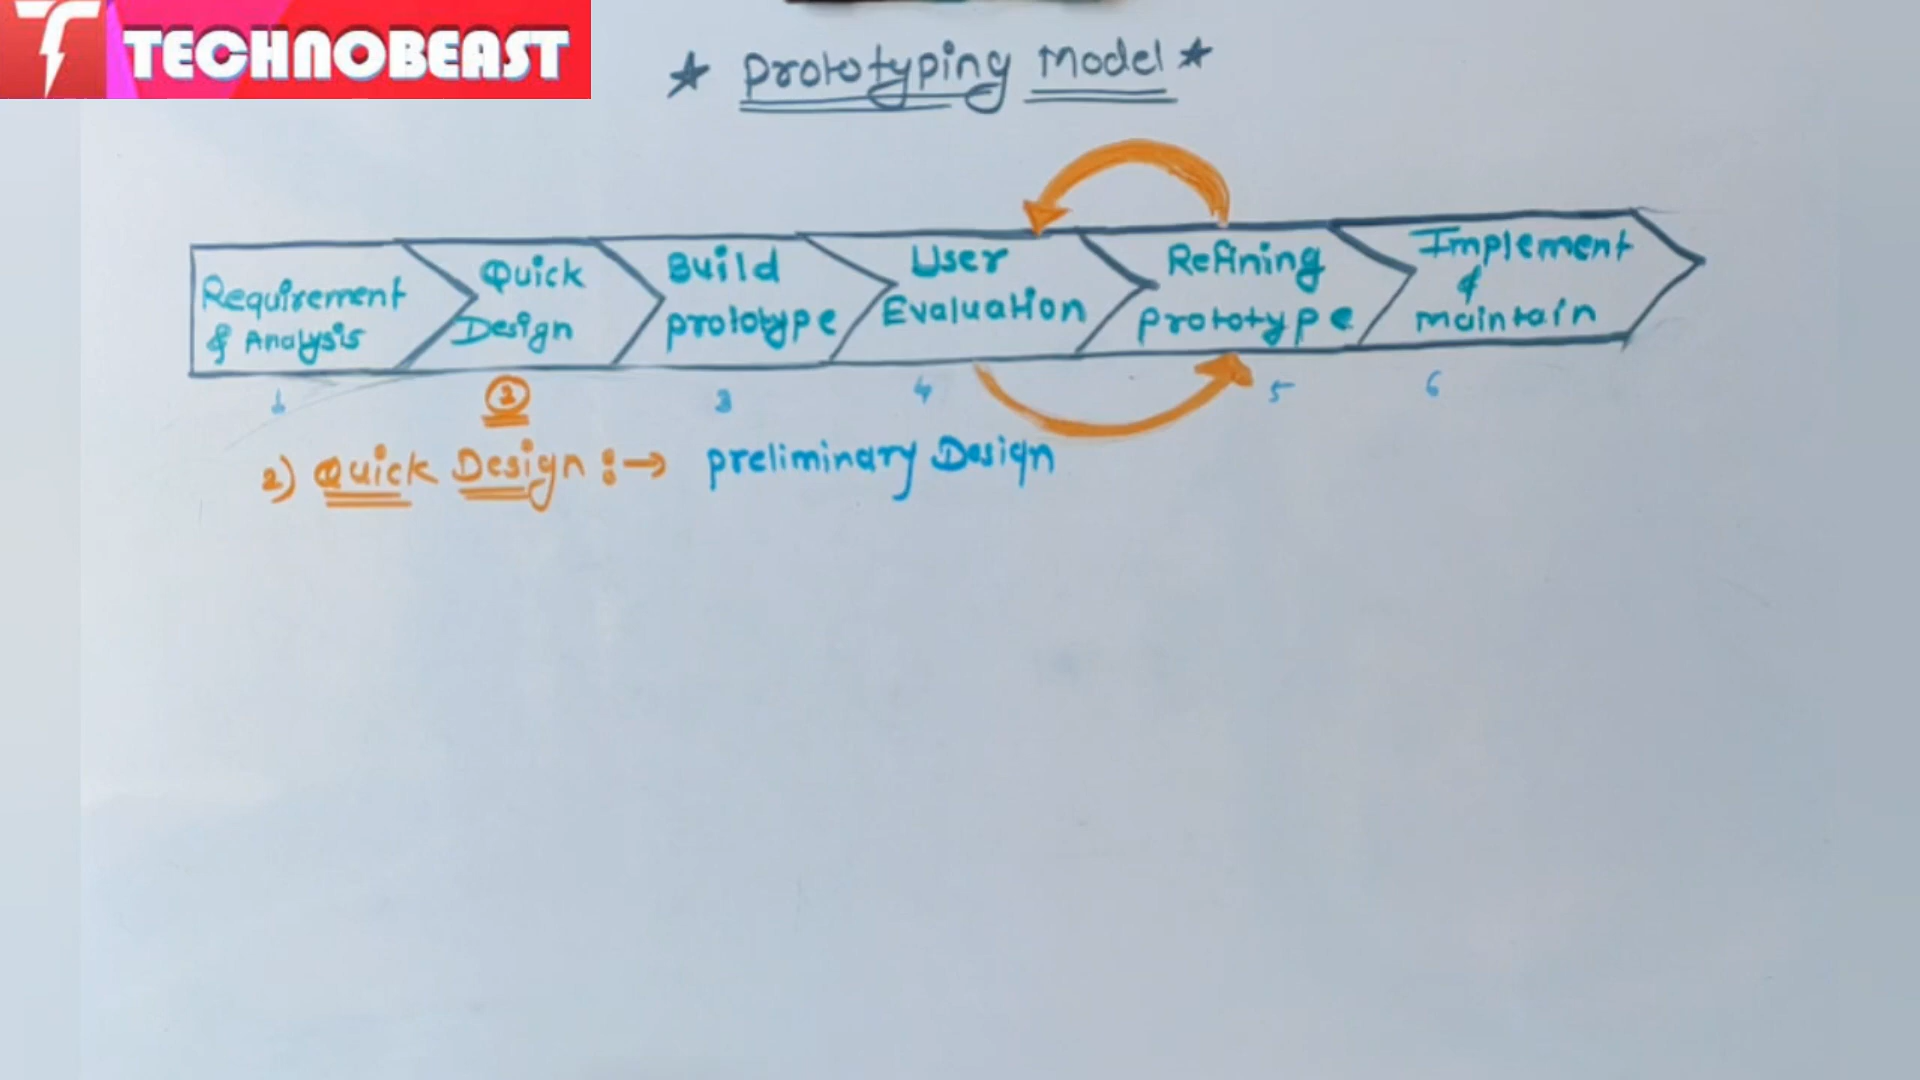 TECHNOBEAST
★ Prototyping Model ★
Requirement
& Analysis
Quick
Design
Build
prototype
User
Evaluation
Refining
prototype
Implement
&
maintain
1
2
3
4
5
6
2) Quick Design :→ preliminary Design